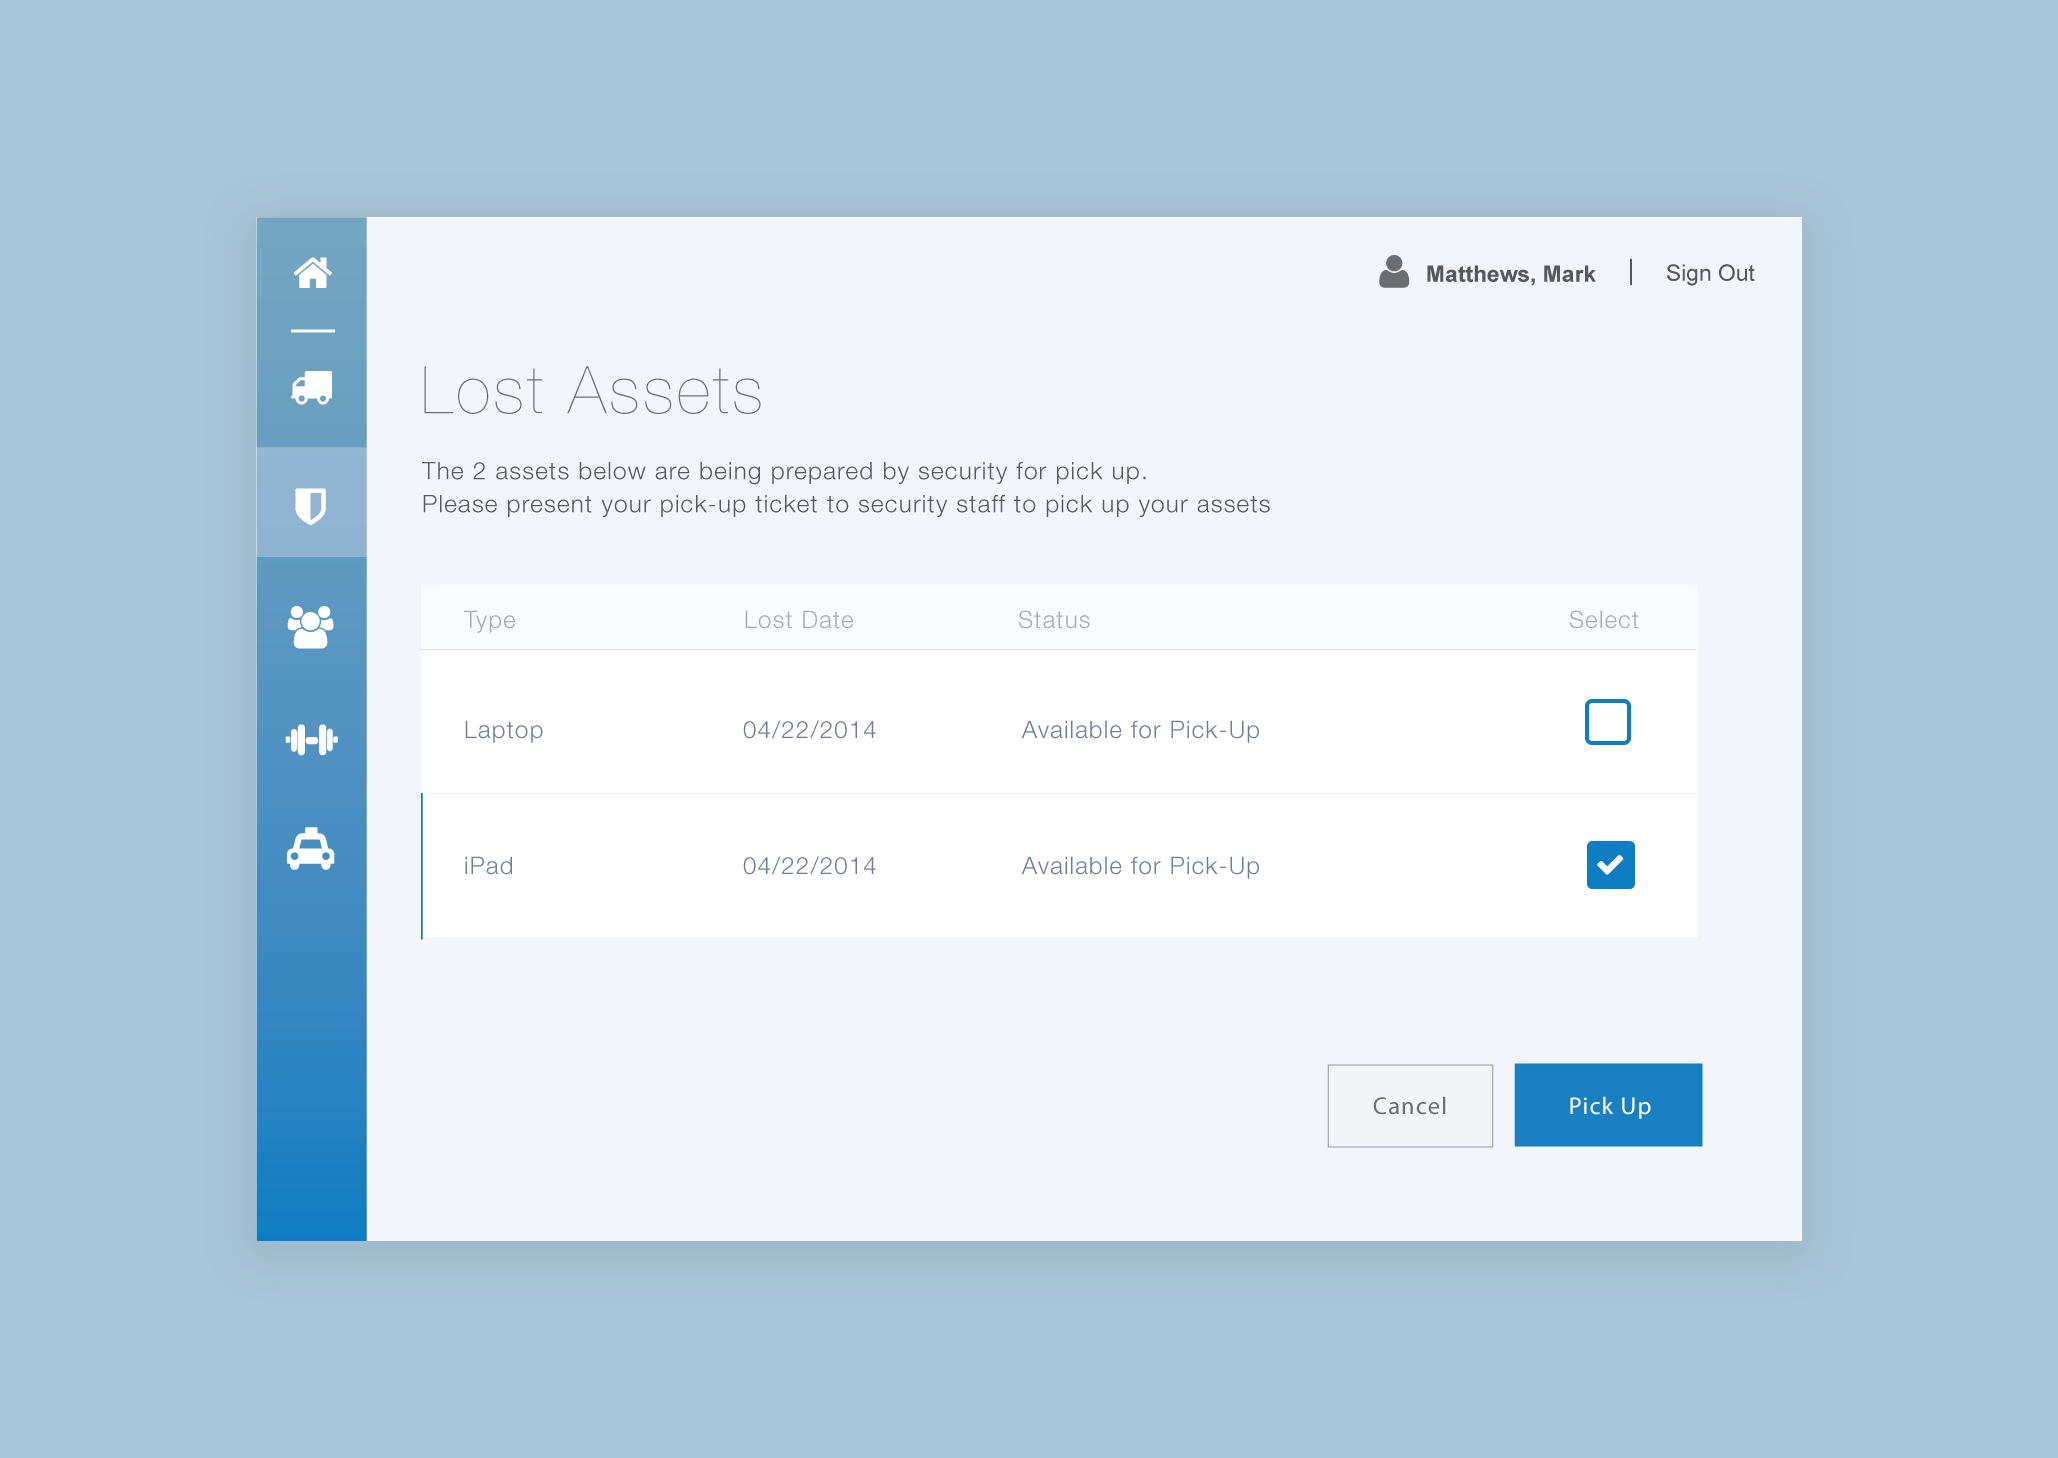 Matthews, Mark | Sign Out
Lost Assets
The 2 assets below are being prepared by security for pick up.
Please present your pick-up ticket to security staff to pick up your assets
Type Lost Date Status Select
Laptop 04/22/2014 Available for Pick-Up
iPad 04/22/2014 Available for Pick-Up
Cancel Pick Up